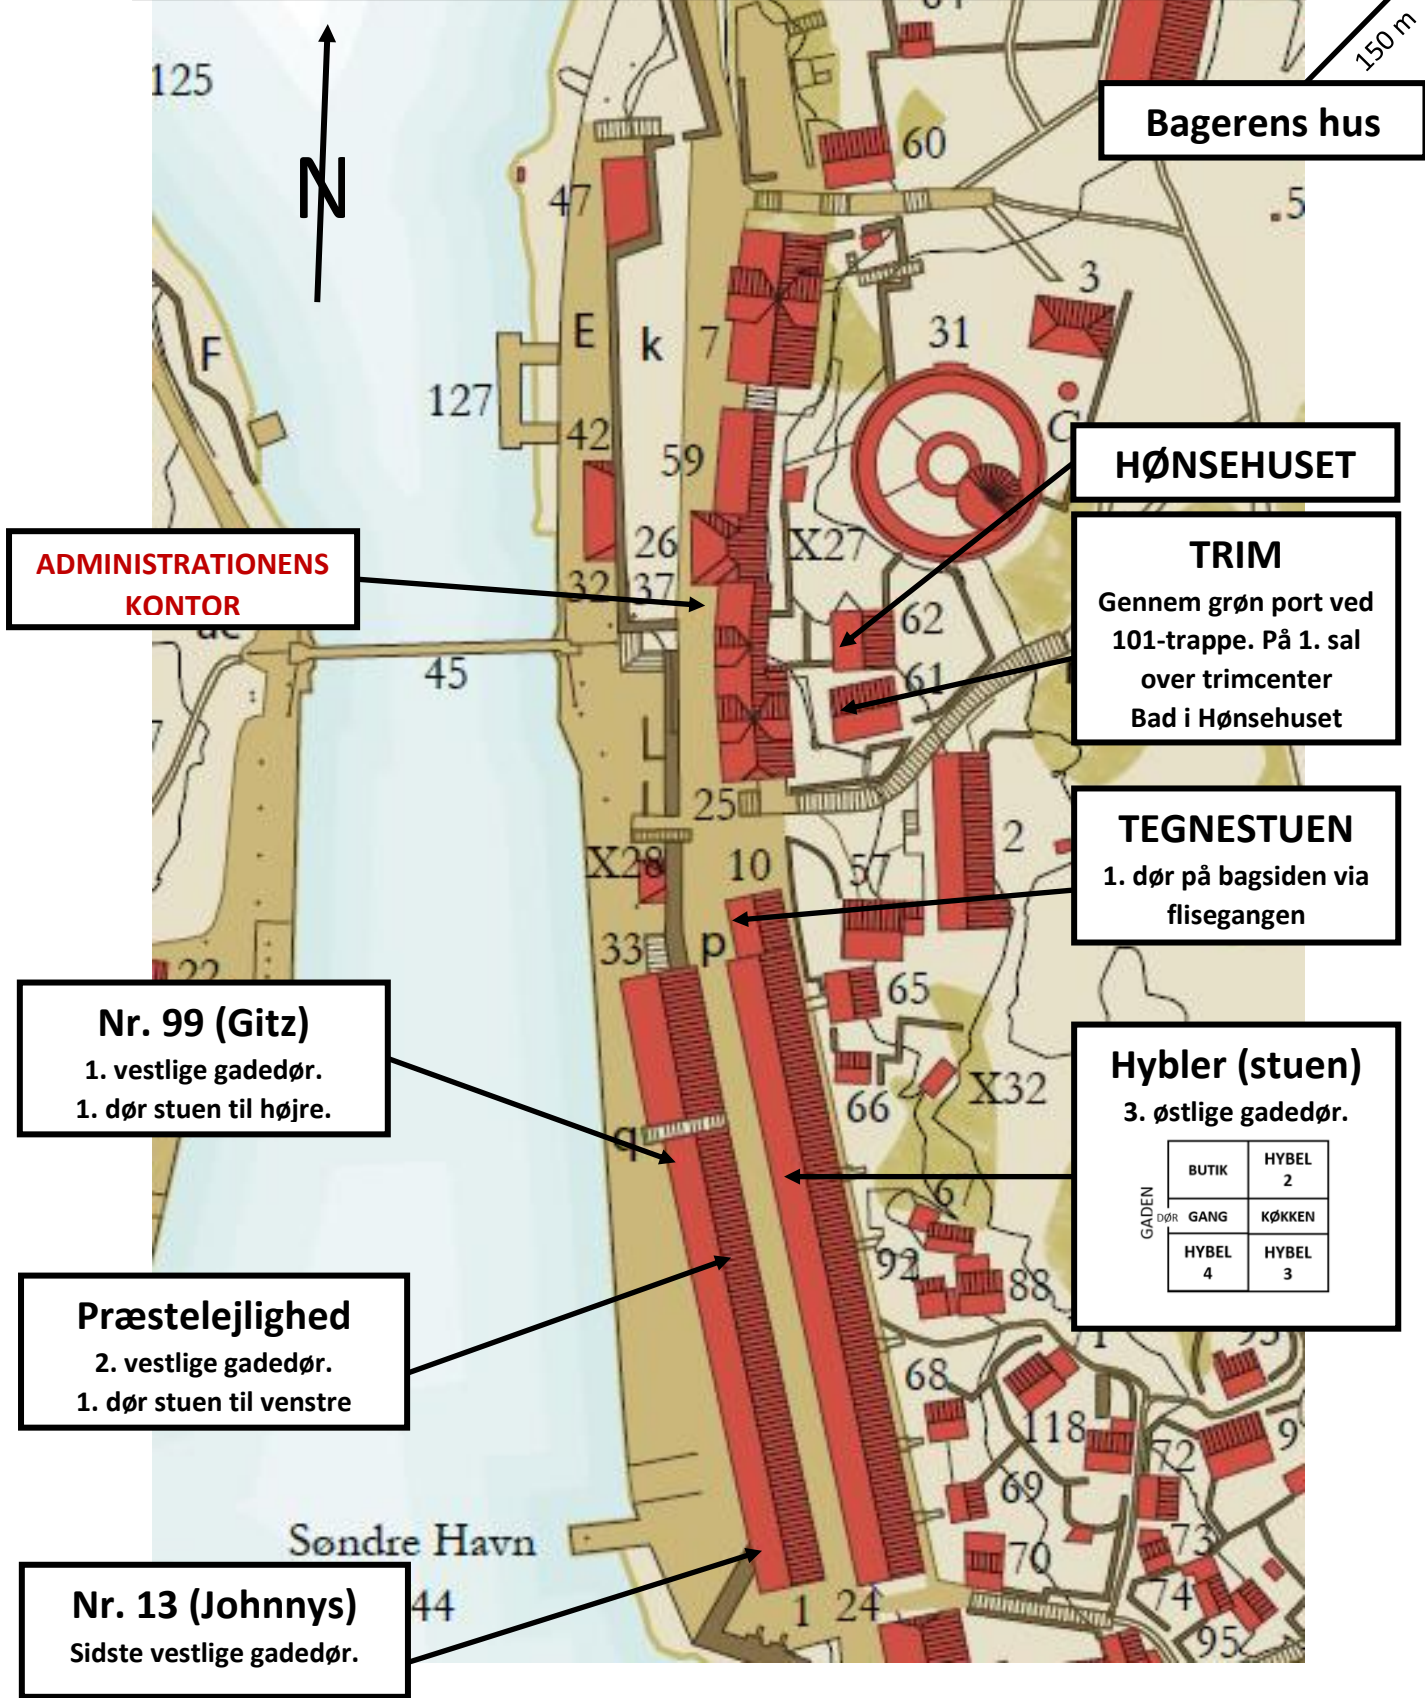 150 m
Bagerens hus
N
125
60
47
.5
3
F
E
k
7
31
127
42
59
C
HØNSEHUSET
ADMINISTRATIONENS
KONTOR
26
X27
TRIM
Gennem grøn port ved
101-trappe. På 1. sal
over trimcenter
Bad i Hønsehuset
32
37
62
45
61
25
TEGNESTUEN
1. dør på bagsiden via
flisegangen
2
X28
10
57
33
p
22
65
Nr. 99 (Gitz)
1. vestlige gadedør.
1. dør stuen til højre.
66
X32
q
Hybler (stuen)
3. østlige gadedør.
BUTIK
HYBEL
2
GADEN
DØR
GANG
KØKKEN
HYBEL
4
HYBEL
3
67
92
88
Præstelejlighed
2. vestlige gadedør.
1. dør stuen til venstre
68
118
72
69
Søndre Havn
44
70
73
74
Nr. 13 (Johnnys)
Sidste vestlige gadedør.
1
24
95